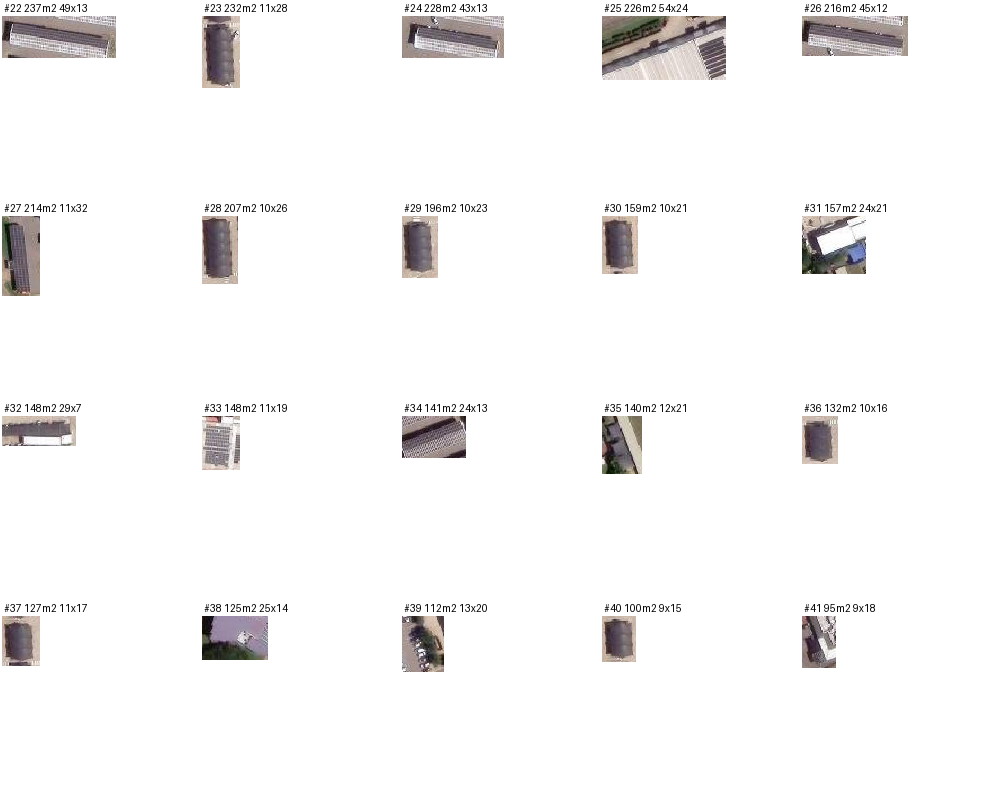 #22 237m2 49x13
#23 232m2 11x28
#24 228m2 43x13
#25 226m2 54x24
#26 216m2 45x12
#27 214m2 11x32
#28 207m2 10x26
#29 196m2 10x23
#30 159m2 10x21
#31 157m2 24x21
#32 148m2 29x7
#33 148m2 11x19
#34 141m2 24x13
#35 140m2 12x21
#36 132m2 10x16
#37 127m2 11x17
#38 125m2 25x14
#39 112m2 13x20
#40 100m2 9x15
#41 95m2 9x18